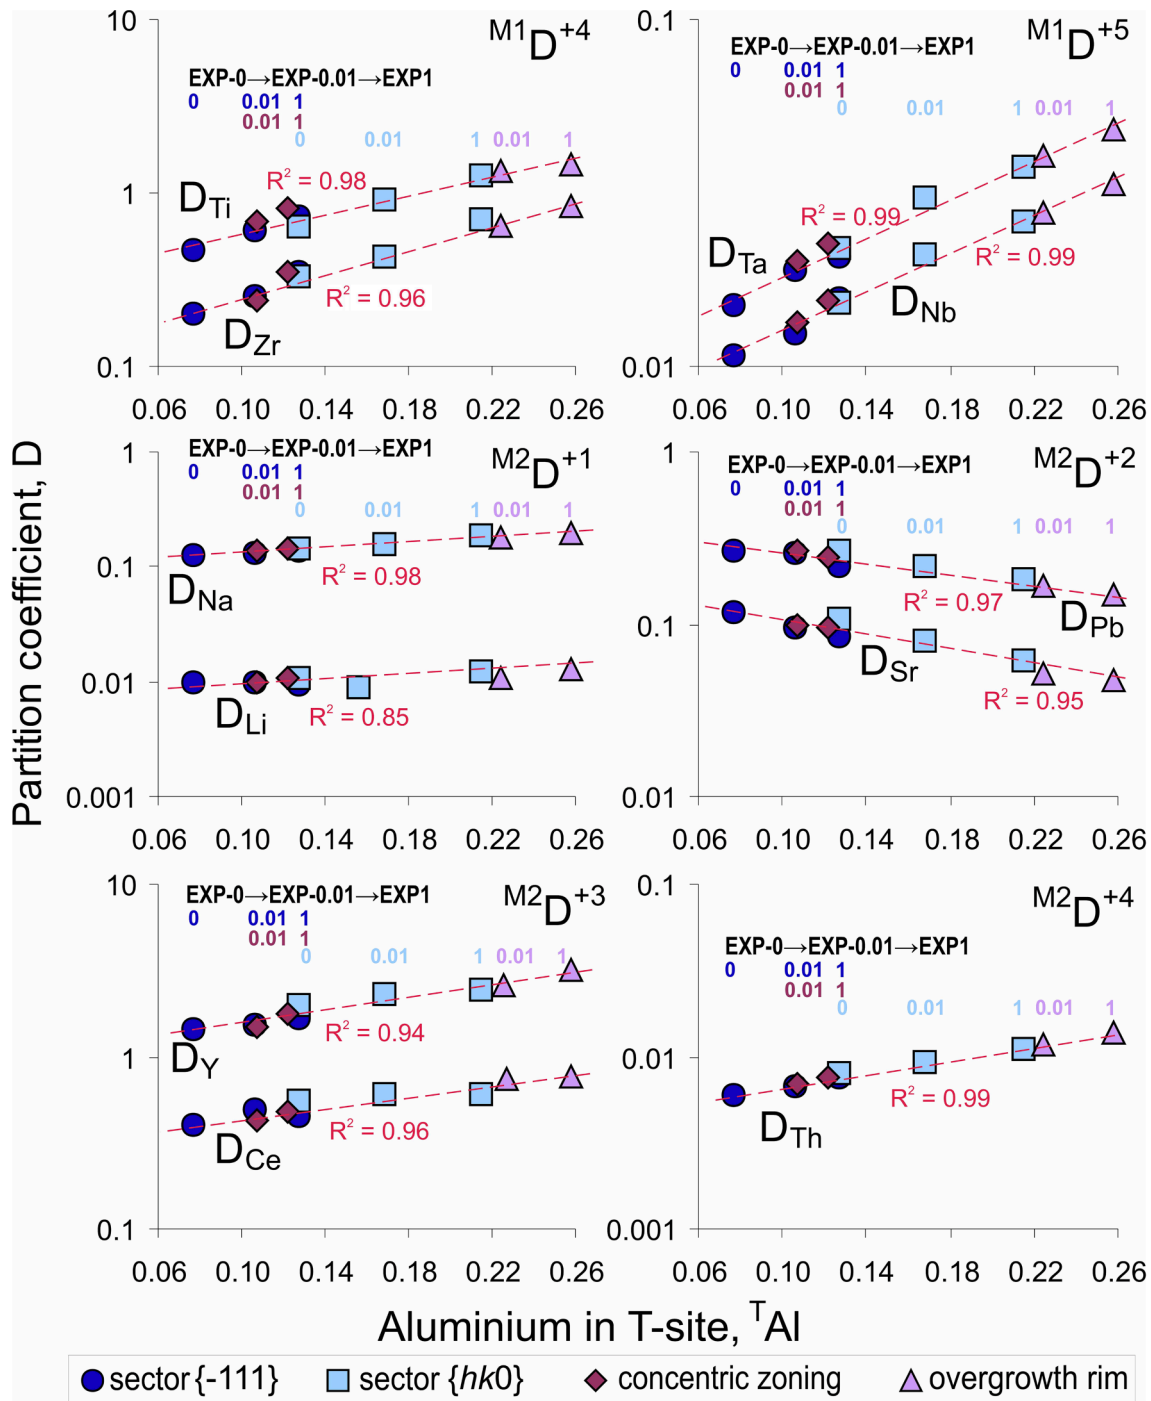 Partition coefficient, D
M1D+4
EXP-0→EXP-0.01→EXP1
0 0.01 1
0.01 1
0 0.01 1 0.01 1
10
1
0.1
DTi
R2 = 0.98
R2 = 0.96
DZr
0.06 0.10 0.14 0.18 0.22 0.26
M1D+5
EXP-0→EXP-0.01→EXP1
0 0.01 1
0.01 1
0 0.01 1 0.01 1
0.1
0.01
DTa
R2 = 0.99
R2 = 0.99
DNb
0.06 0.10 0.14 0.18 0.22 0.26
M2D+1
EXP-0→EXP-0.01→EXP1
0 0.01 1
0.01 1
0 0.01 1 0.01 1
1
0.1
0.01
0.001
DNa
R2 = 0.98
DLi
R2 = 0.85
0.06 0.10 0.14 0.18 0.22 0.26
M2D+2
EXP-0→EXP-0.01→EXP1
0 0.01 1
0.01 1
0 0.01 1 0.01 1
1
0.1
0.01
R2 = 0.97
DPb
DSr
R2 = 0.95
0.06 0.10 0.14 0.18 0.22 0.26
M2D+3
EXP-0→EXP-0.01→EXP1
0 0.01 1
0.01 1
0 0.01 1 0.01 1
10
1
0.1
DY
R2 = 0.94
DCe
R2 = 0.96
0.06 0.10 0.14 0.18 0.22 0.26
M2D+4
EXP-0→EXP-0.01→EXP1
0 0.01 1
0.01 1
0 0.01 1 0.01 1
0.1
0.01
0.001
DTh
R2 = 0.99
0.06 0.10 0.14 0.18 0.22 0.26
Aluminium in T-site, TAl
sector {-111} sector {hk0} concentric zoning overgrowth rim